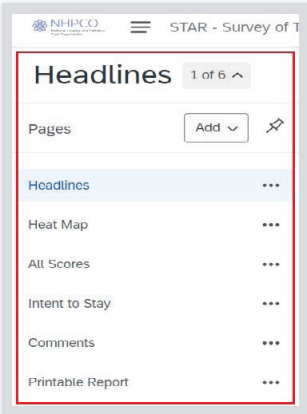 NHPCO
STAR - Survey of T
Headlines 1 of 6
Pages Add
Headlines
Heat Map
All Scores
Intent to Stay
Comments
Printable Report